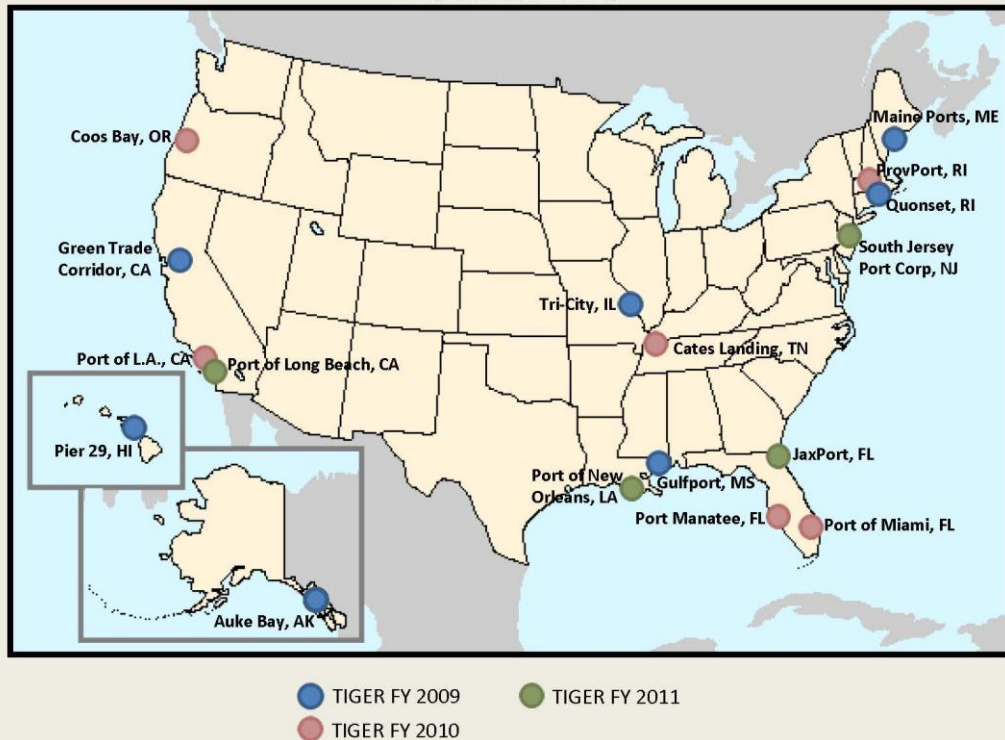 Coos Bay, OR
Maine Ports, ME
ProvPort, RI
Quonset, RI
Green Trade
Corridor, CA
South Jersey
Port Corp, NJ
Tri-City, IL
Cates Landing, TN
Port of L.A., CA
Port of Long Beach, CA
Pier 29, HI
JaxPort, FL
Port of New
Orleans, LA
Gulfport, MS
Port Manatee, FL
Port of Miami, FL
Auke Bay, AK
TIGER FY 2009
TIGER FY 2011
TIGER FY 2010